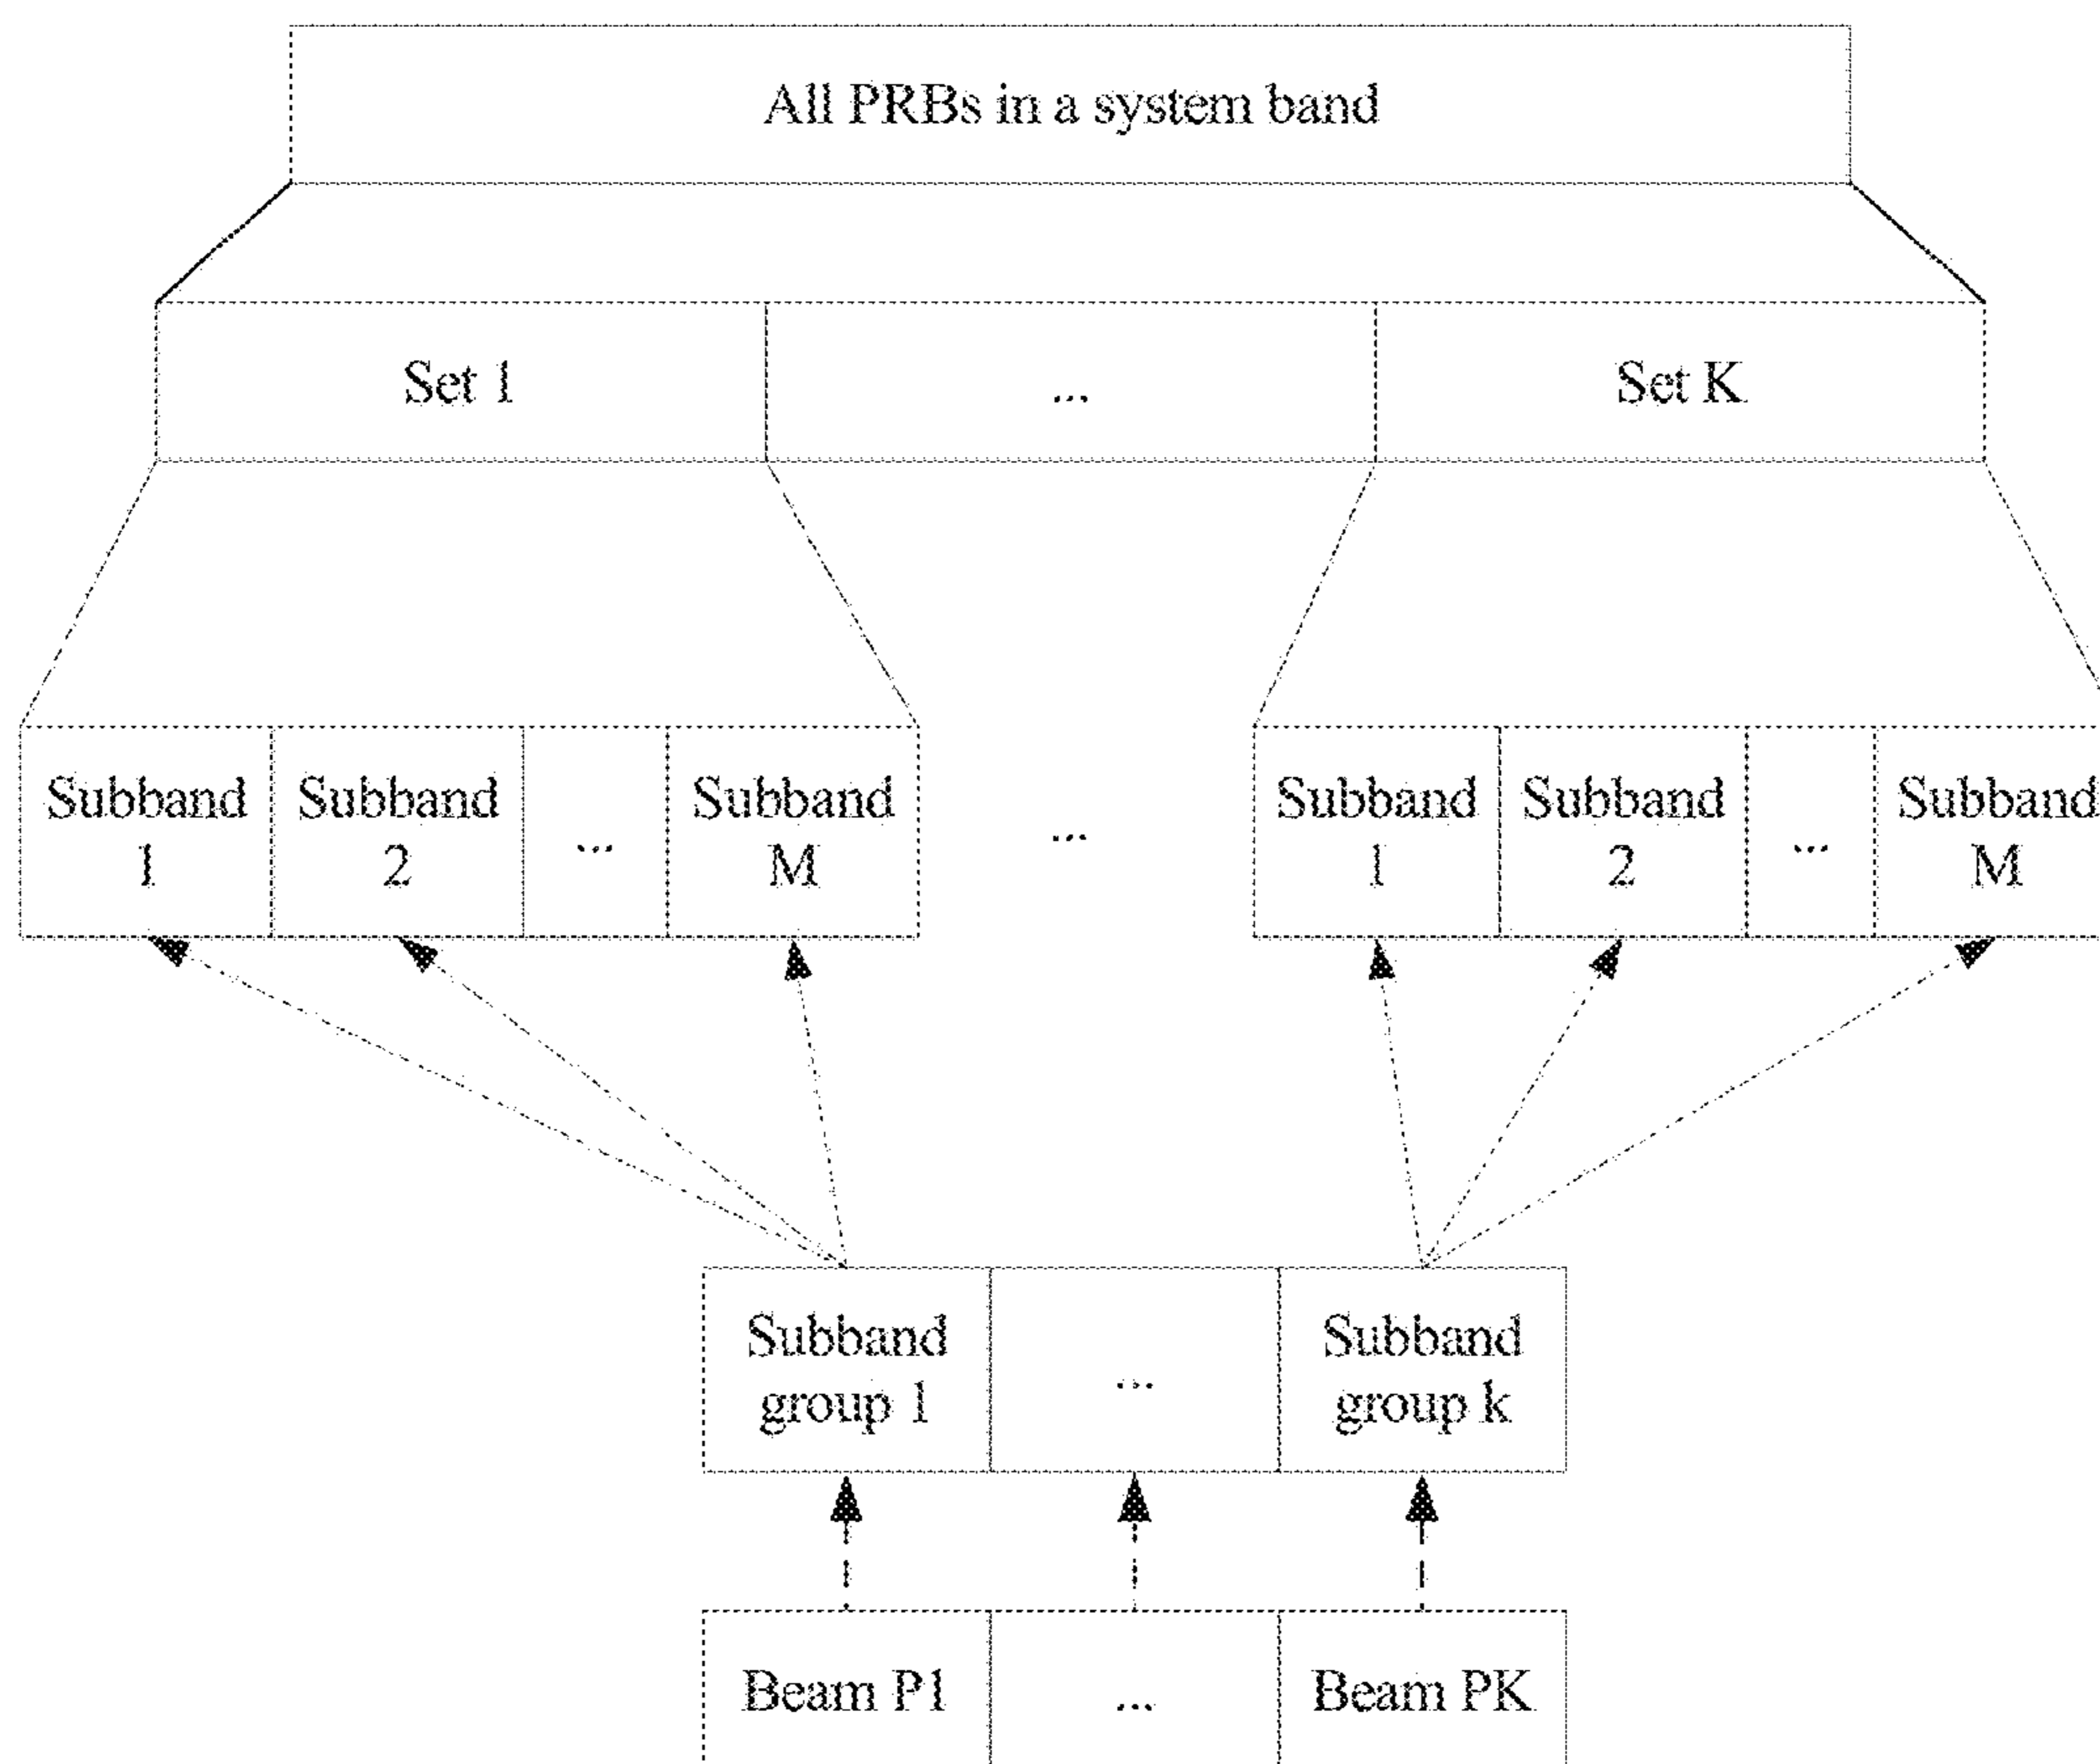 All PRBs in a system band
Set 1
...
Set K
Subband
1
Subband
2
...
Subband
M
...
Subband
1
Subband
2
...
Subband
M
Subband
group 1
...
Subband
group k
Beam P1
...
Beam PK